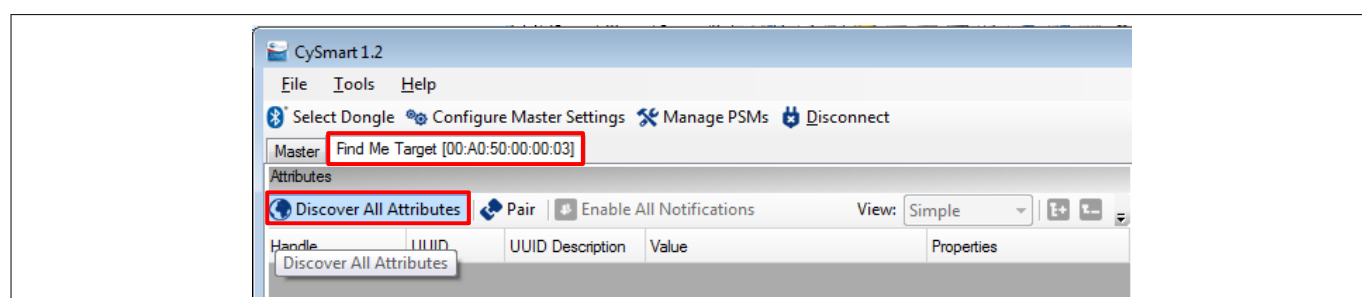 CySmart 1.2
File Tools Help
Select Dongle Configure Master Settings Manage PSMs Disconnect
Master Find Me Target [00:A0:50:00:00:03]
Attributes
Discover All Attributes Pair Enable All Notifications View: Simple
Handle UUID UUID Description Value Properties
Discover All Attributes